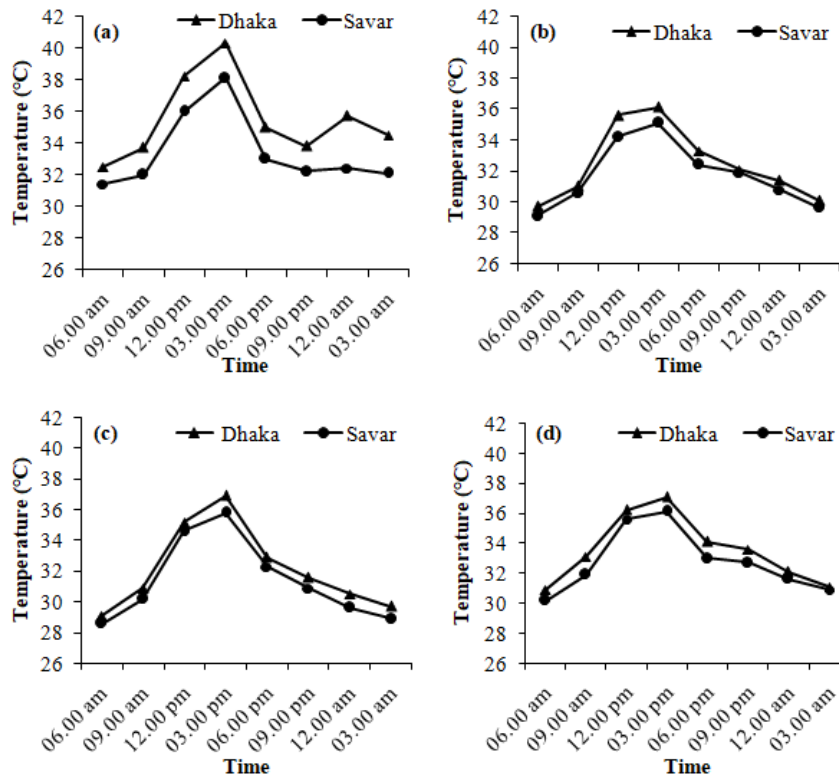 (a) Dhaka Savar
42
40
38
36
34
32
30
28
26
Temperature (°C)
06.00 am
09.00 am
12.00 pm
03.00 pm
06.00 pm
09.00 pm
12.00 am
03.00 am
Time
(b) Dhaka Savar
42
40
38
36
34
32
30
28
26
Temperature (°C)
06.00 am
09.00 am
12.00 pm
03.00 pm
06.00 pm
09.00 pm
12.00 am
03.00 am
Time
(c) Dhaka Savar
42
40
38
36
34
32
30
28
26
Temperature (°C)
06.00 am
09.00 am
12.00 pm
03.00 pm
06.00 pm
09.00 pm
12.00 am
03.00 am
Time
(d) Dhaka Savar
42
40
38
36
34
32
30
28
26
Temperature (°C)
06.00 am
09.00 am
12.00 pm
03.00 pm
06.00 pm
09.00 pm
12.00 am
03.00 am
Time